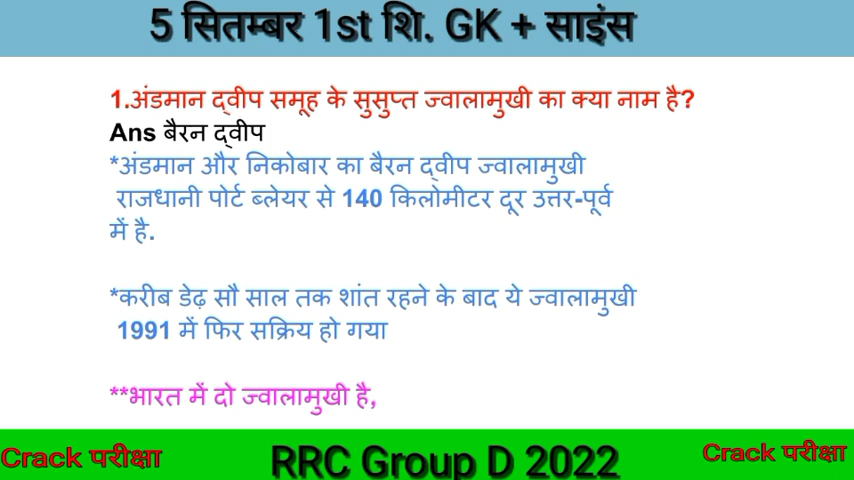 5 सितम्बर 1st शि. GK + साइंस
1.अंडमान द्वीप समूह के सुसुप्त ज्वालामुखी का क्या नाम है?
Ans बैरन द्वीप
*अंडमान और निकोबार का बैरन द्वीप ज्वालामुखी
राजधानी पोर्ट ब्लेयर से 140 किलोमीटर दूर उत्तर-पूर्व
में है.
*करीब डेढ़ सौ साल तक शांत रहने के बाद ये ज्वालामुखी
1991 में फिर सक्रिय हो गया
**भारत में दो ज्वालामुखी है,
Crack परीक्षा
RRC Group D 2022
Crack परीक्षा